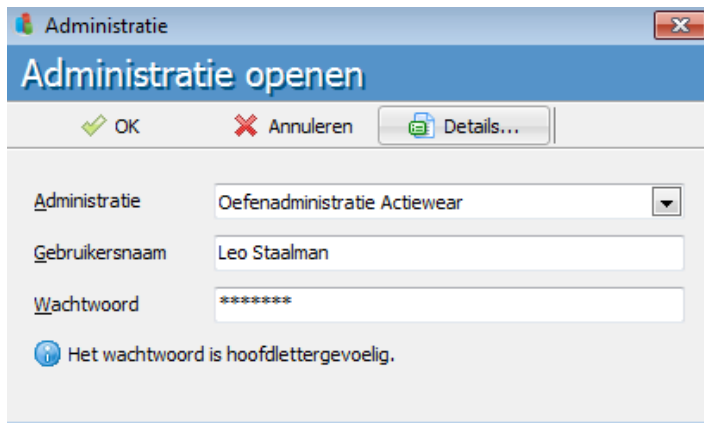 Administratie
Administratie openen
OK Annuleren Details...
Administratie Oefenadministratie Actiewear
Gebruikersnaam Leo Staalman
Wachtwoord *******
Het wachtwoord is hoofdlettergevoelig.